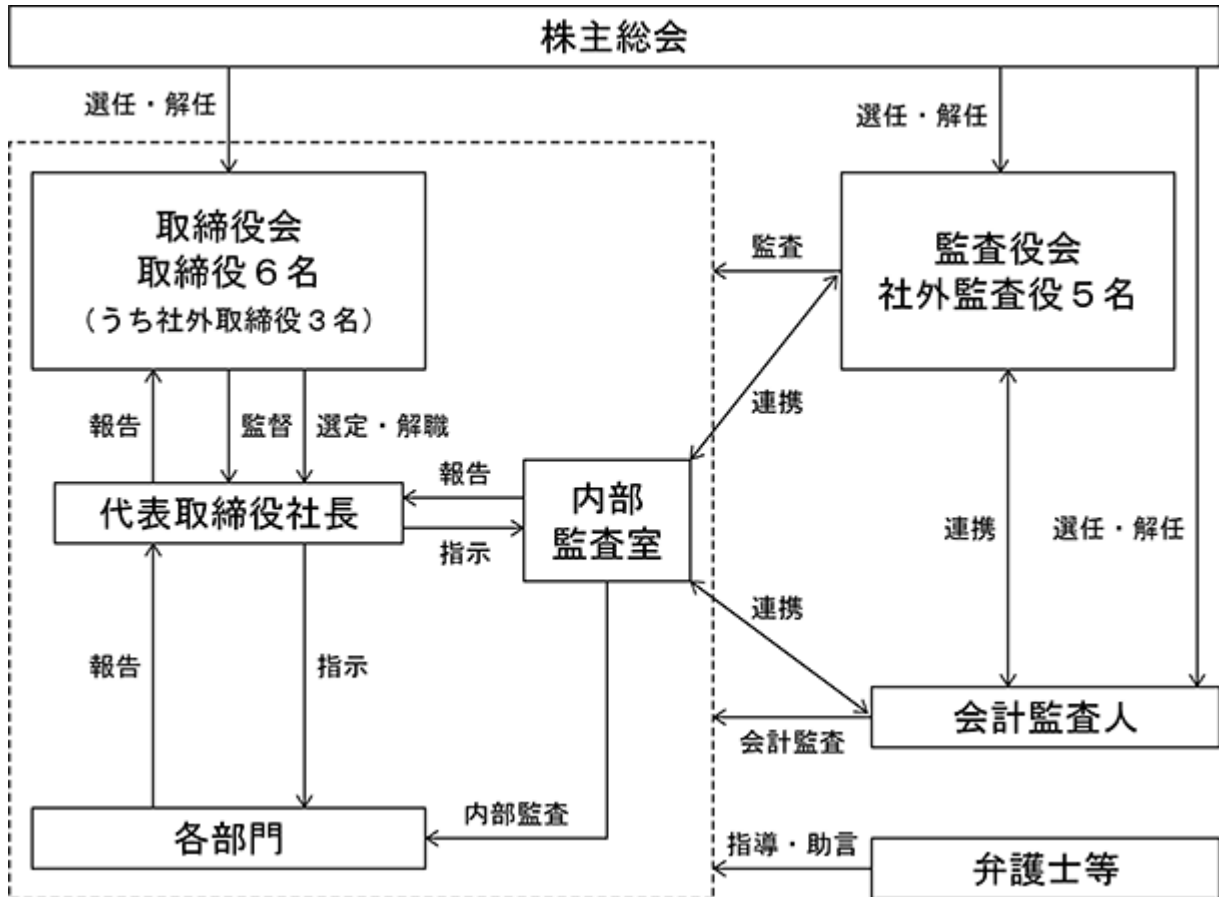 株主総会
選任・解任
選任・解任
取締役会
取締役6名
(うち社外取締役3名)
監査
監査役会
社外監査役5名
報告
監督
選定・解職
連携
代表取締役社長
報告
指示
内部
監査室
連携
選任・解任
連携
報告
指示
会計監査人
会計監査
内部監査
各部門
指導・助言
弁護士等